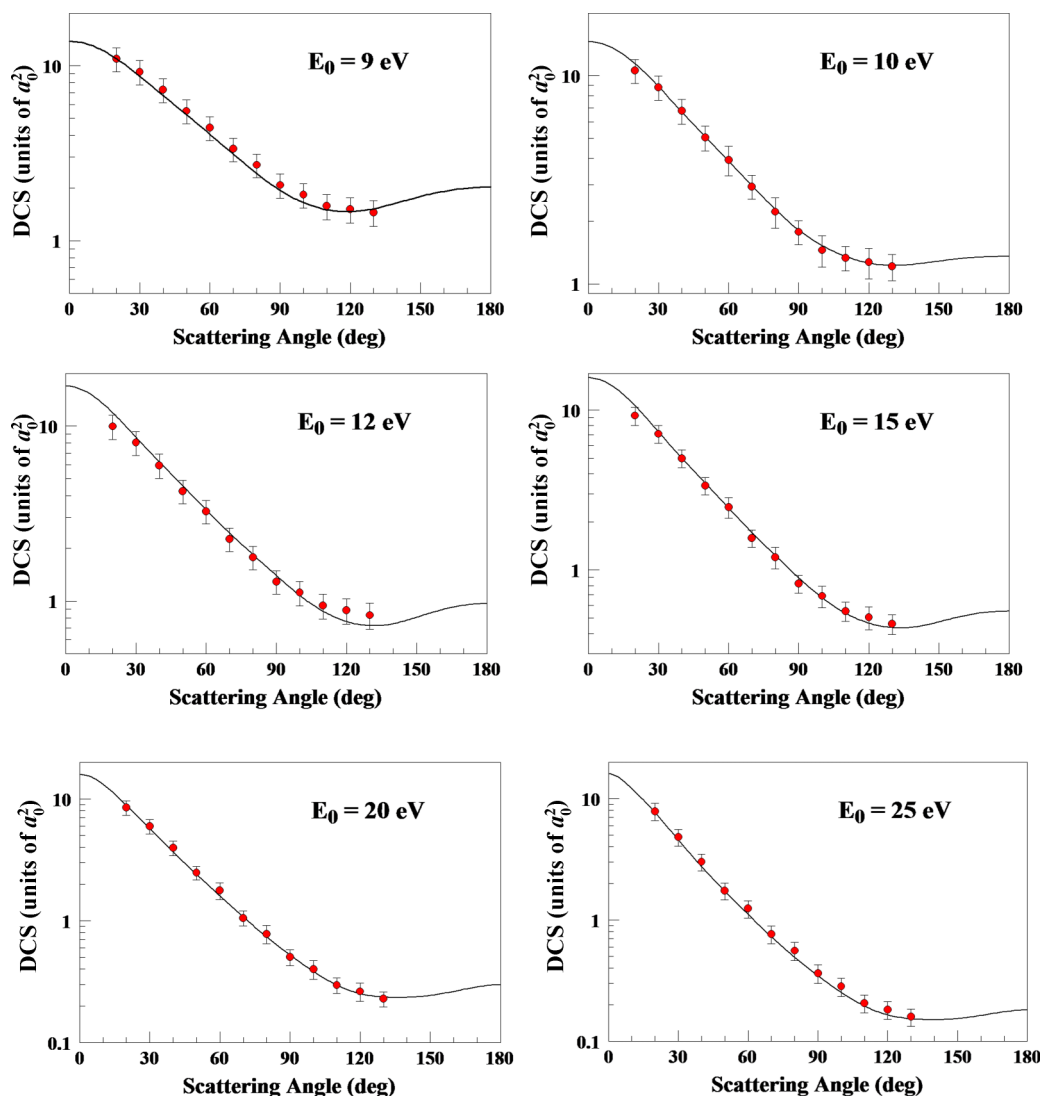 E₀ = 9 eV
10
1
DCS (units of a₀²)
0 30 60 90 120 150 180
Scattering Angle (deg)
E₀ = 10 eV
10
1
DCS (units of a₀²)
0 30 60 90 120 150 180
Scattering Angle (deg)
E₀ = 12 eV
10
1
DCS (units of a₀²)
0 30 60 90 120 150 180
Scattering Angle (deg)
E₀ = 15 eV
10
1
DCS (units of a₀²)
0 30 60 90 120 150 180
Scattering Angle (deg)
E₀ = 20 eV
10
1
0.1
DCS (units of a₀²)
0 30 60 90 120 150 180
Scattering Angle (deg)
E₀ = 25 eV
10
1
0.1
DCS (units of a₀²)
0 30 60 90 120 150 180
Scattering Angle (deg)